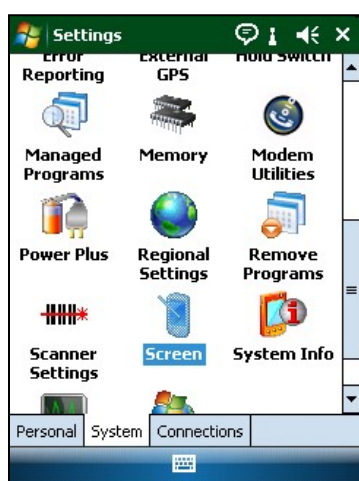 Settings
Error External Hold Switch
Reporting GPS
Managed Memory Modem
Programs Utilities
Power Plus Regional Remove
Settings Programs
Scanner Screen System Info
Settings
Personal System Connections